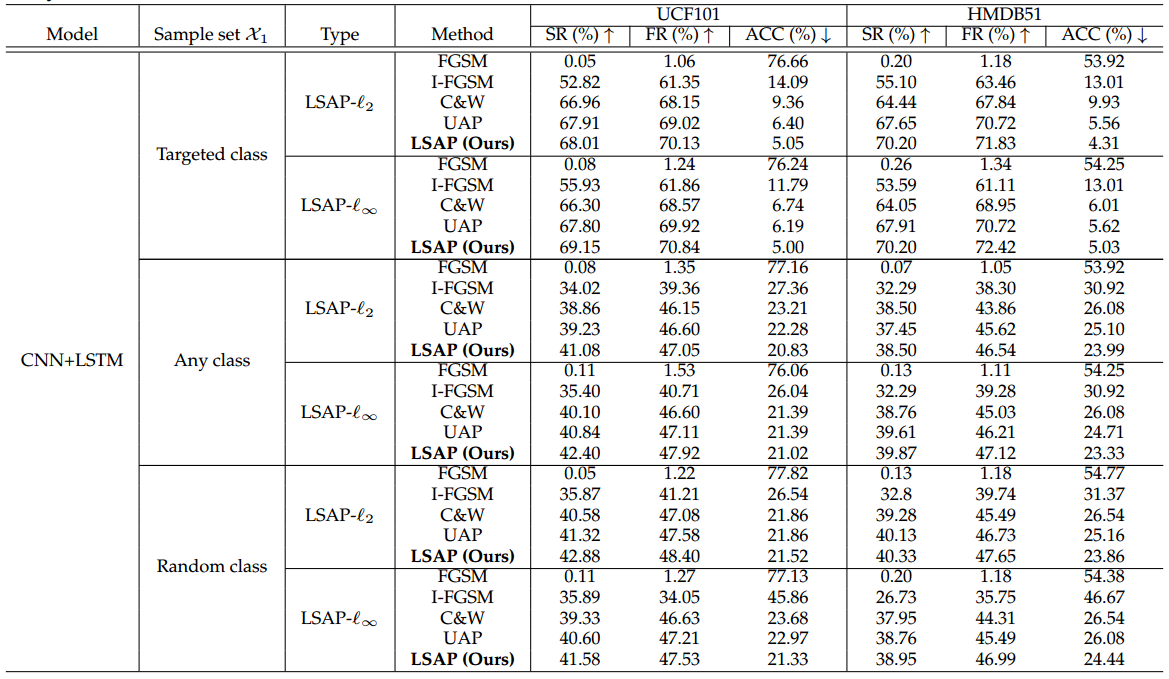 UCF101 HMDB51
Model Sample set 𝒳₁ Type Method SR (%) ↑ FR (%) ↑ ACC (%) ↓ SR (%) ↑ FR (%) ↑ ACC (%) ↓
FGSM 0.05 1.06 76.66 0.20 1.18 53.92
I-FGSM 52.82 61.35 14.09 55.10 63.46 13.01
LSAP-ℓ₂ C&W 66.96 68.15 9.36 64.44 67.84 9.93
UAP 67.91 69.02 6.40 67.65 70.72 5.56
LSAP (Ours) 68.01 70.13 5.05 70.20 71.83 4.31
Targeted class
FGSM 0.08 1.24 76.24 0.26 1.34 54.25
I-FGSM 55.93 61.86 11.79 53.59 61.11 13.01
LSAP-ℓ∞ C&W 66.30 68.57 6.74 64.05 68.95 6.01
UAP 67.80 69.92 6.19 67.91 70.72 5.62
LSAP (Ours) 69.15 70.84 5.00 70.20 72.42 5.03
FGSM 0.08 1.35 77.16 0.07 1.05 53.92
I-FGSM 34.02 39.36 27.36 32.29 38.30 30.92
LSAP-ℓ₂ C&W 38.86 46.15 23.21 38.50 43.86 26.08
UAP 39.23 46.60 22.28 37.45 45.62 25.10
LSAP (Ours) 41.08 47.05 20.83 38.50 46.54 23.99
CNN+LSTM Any class
FGSM 0.11 1.53 76.06 0.13 1.11 54.25
I-FGSM 35.40 40.71 26.04 32.29 39.28 30.92
LSAP-ℓ∞ C&W 40.10 46.60 21.39 38.76 45.03 26.08
UAP 40.84 47.11 21.39 39.61 46.21 24.71
LSAP (Ours) 42.40 47.92 21.02 39.87 47.12 23.33
FGSM 0.05 1.22 77.82 0.13 1.18 54.77
I-FGSM 35.87 41.21 26.54 32.8 39.74 31.37
LSAP-ℓ₂ C&W 40.58 47.08 21.86 39.28 45.49 26.54
UAP 41.32 47.58 21.86 40.13 46.73 25.16
LSAP (Ours) 42.88 48.40 21.52 40.33 47.65 23.86
Random class
FGSM 0.11 1.27 77.13 0.20 1.18 54.38
I-FGSM 35.89 34.05 45.86 26.73 35.75 46.67
LSAP-ℓ∞ C&W 39.33 46.63 23.68 37.95 44.31 26.54
UAP 40.60 47.21 22.97 38.76 45.49 26.08
LSAP (Ours) 41.58 47.53 21.33 38.95 46.99 24.44